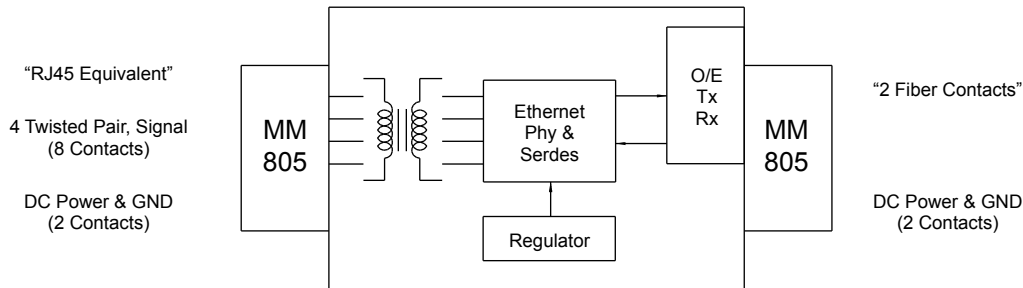 “RJ45 Equivalent”
4 Twisted Pair, Signal
(8 Contacts)
DC Power & GND
(2 Contacts)
MM
805
Ethernet
Phy &
Serdes
Regulator
O/E
Tx
Rx
MM
805
“2 Fiber Contacts”
DC Power & GND
(2 Contacts)